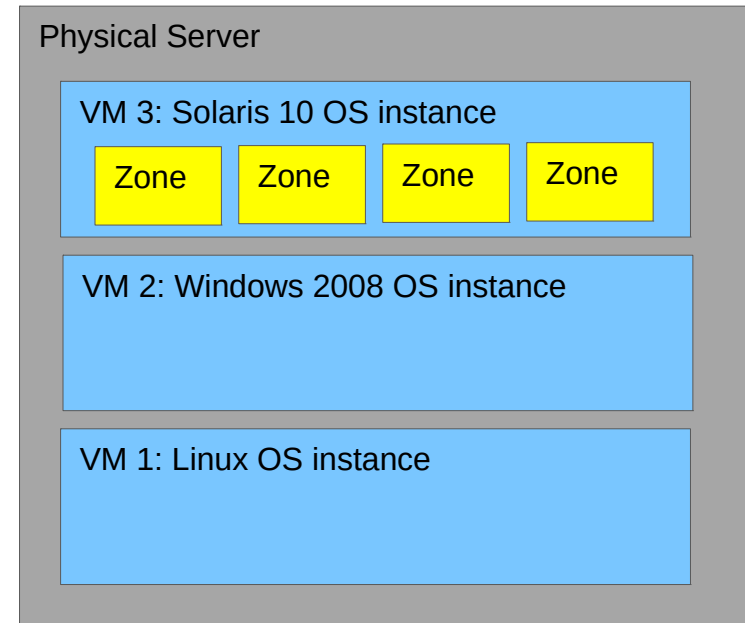 Physical Server
VM 3: Solaris 10 OS instance
Zone Zone Zone Zone
VM 2: Windows 2008 OS instance
VM 1: Linux OS instance